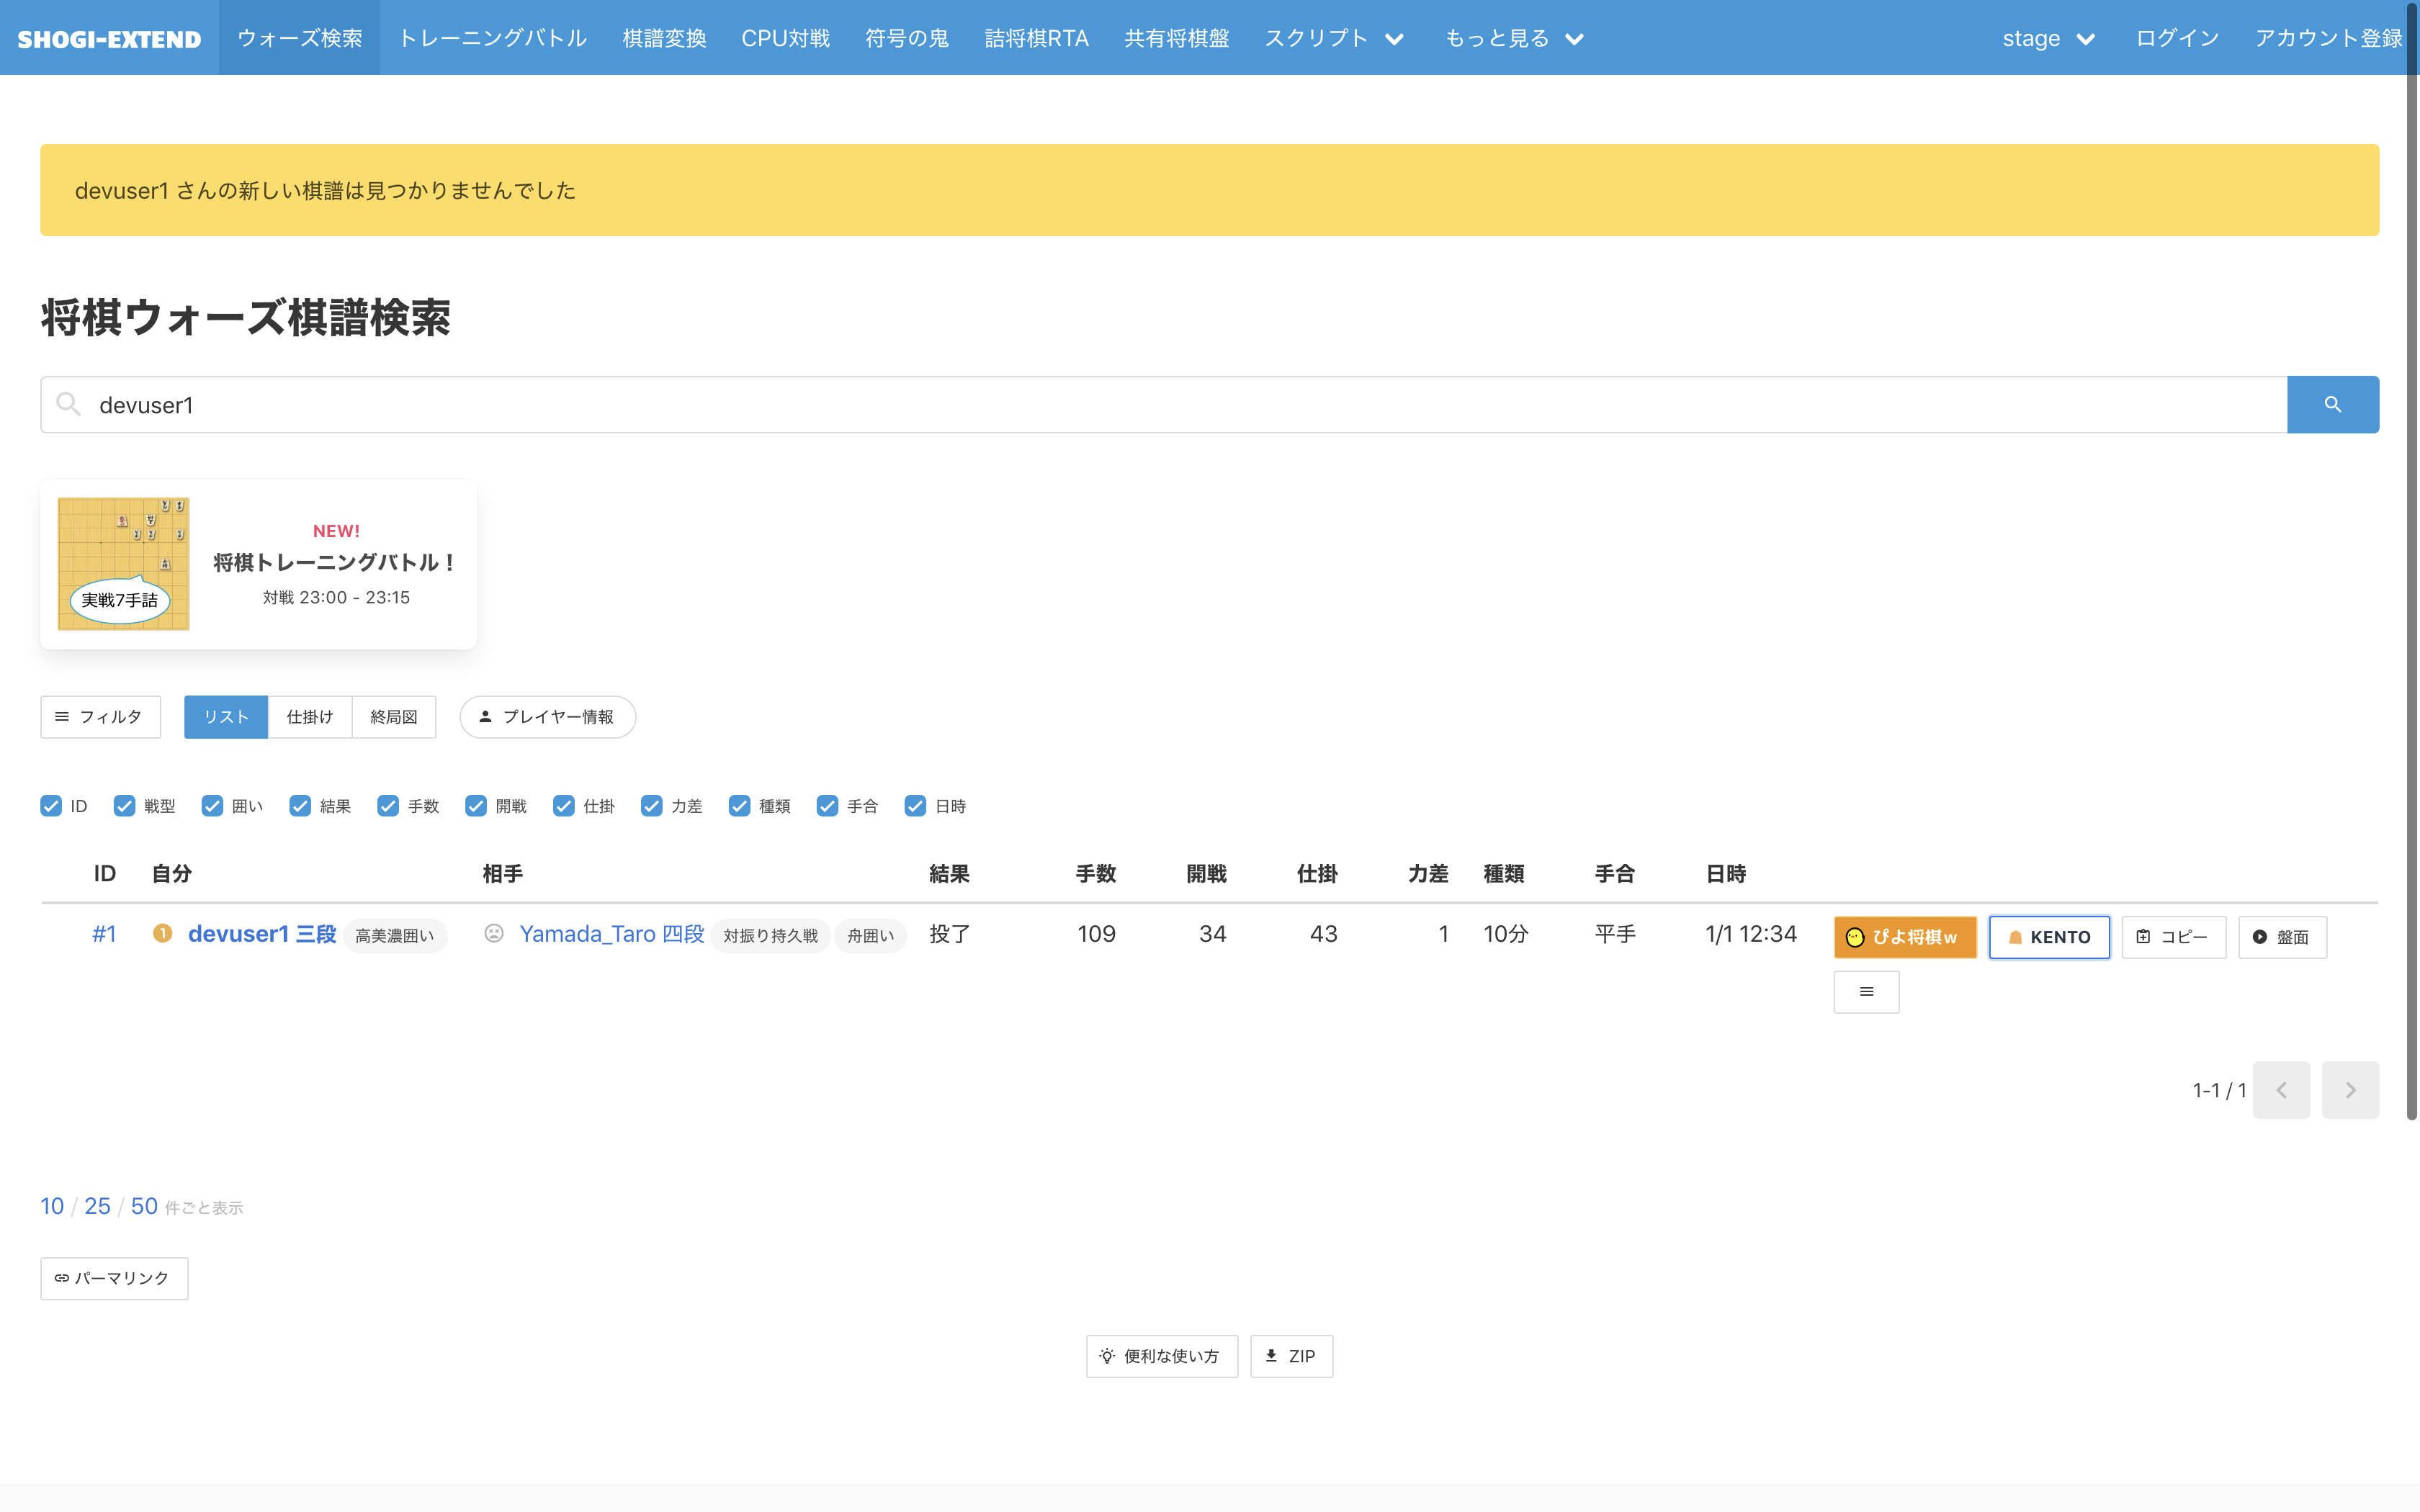 SHOGI-EXTEND ウォーズ検索 トレーニングバトル 棋譜変換 CPU対戦 符号の鬼 詰将棋RTA 共有将棋盤 スクリプト もっと見る stage ログイン アカウント登録
devuser1 さんの新しい棋譜は見つかりませんでした
将棋ウォーズ棋譜検索
devuser1
NEW!
将棋トレーニングバトル！
対戦 23:00 - 23:15
実戦7手詰
フィルタ リスト 仕掛け 終局図 プレイヤー情報
ID 戦型 囲い 結果 手数 開戦 仕掛 力差 種類 手合 日時
ID 自分 相手 結果 手数 開戦 仕掛 力差 種類 手合 日時
#1 1 devuser1 三段 高美濃囲い Yamada_Taro 四段 対振り持久戦 舟囲い 投了 109 34 43 1 10分 平手 1/1 12:34 ぴよ将棋w KENTO コピー 盤面
1-1 / 1
10 / 25 / 50 件ごと表示
パーマリンク
便利な使い方 ZIP